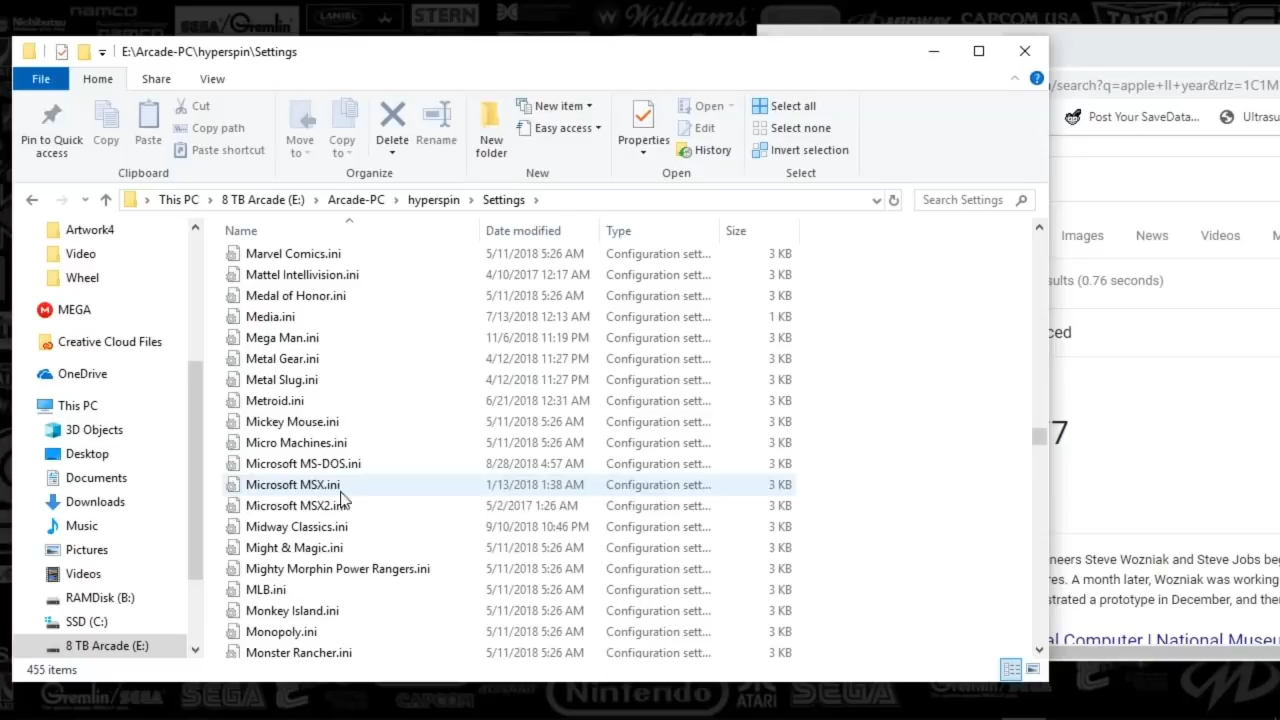 Nichibutsu namco SEGA/Gremlin LAMIEL STERN Williams CAPCOM USA TAITO
E:\Arcade-PC\hyperspin\Settings
File Home Share View
/search?q=apple+II+year&rlz=1C1M
Pin to Quick access
Copy
Paste
Cut
Copy path
Paste shortcut
Move to
Copy to
Delete
Rename
New folder
New item
Easy access
Properties
Open
Edit
History
Select all
Select none
Invert selection
Clipboard Organize New Open Select
Post Your SaveData... Ultrasu
This PC > 8 TB Arcade (E:) > Arcade-PC > hyperspin > Settings >
Search Settings
Images News Videos M
sults (0.76 seconds)
ced
7
neers Steve Wozniak and Steve Jobs beg
res. A month later, Wozniak was working
strated a prototype in December, and ther
al Computer | National Museu
Artwork4
Video
Wheel
MEGA
Creative Cloud Files
OneDrive
This PC
3D Objects
Desktop
Documents
Downloads
Music
Pictures
Videos
RAMDisk (B:)
SSD (C:)
8 TB Arcade (E:)
Name Date modified Type Size
Marvel Comics.ini 5/11/2018 5:26 AM Configuration sett... 3 KB
Mattel Intellivision.ini 4/10/2017 12:17 AM Configuration sett... 3 KB
Medal of Honor.ini 5/11/2018 5:26 AM Configuration sett... 3 KB
Media.ini 7/13/2018 12:13 AM Configuration sett... 1 KB
Mega Man.ini 11/6/2018 11:19 PM Configuration sett... 3 KB
Metal Gear.ini 4/12/2018 11:27 PM Configuration sett... 3 KB
Metal Slug.ini 4/12/2018 11:27 PM Configuration sett... 3 KB
Metroid.ini 6/21/2018 12:31 AM Configuration sett... 3 KB
Mickey Mouse.ini 5/11/2018 5:26 AM Configuration sett... 3 KB
Micro Machines.ini 5/11/2018 5:26 AM Configuration sett... 3 KB
Microsoft MS-DOS.ini 8/28/2018 4:57 AM Configuration sett... 3 KB
Microsoft MSX.ini 1/13/2018 1:38 AM Configuration sett... 3 KB
Microsoft MSX2.ini 5/2/2017 1:26 AM Configuration sett... 3 KB
Midway Classics.ini 9/10/2018 10:46 PM Configuration sett... 3 KB
Might & Magic.ini 5/11/2018 5:26 AM Configuration sett... 3 KB
Mighty Morphin Power Rangers.ini 5/11/2018 5:26 AM Configuration sett... 3 KB
MLB.ini 5/11/2018 5:26 AM Configuration sett... 3 KB
Monkey Island.ini 5/11/2018 5:26 AM Configuration sett... 3 KB
Monopoly.ini 5/11/2018 5:26 AM Configuration sett... 3 KB
Monster Rancher.ini 5/11/2018 5:26 AM Configuration sett... 3 KB
455 items
Gremlin/SEGA SEGA CAPCOM Nintendo ATARI SEGA Gremlin/SEGA